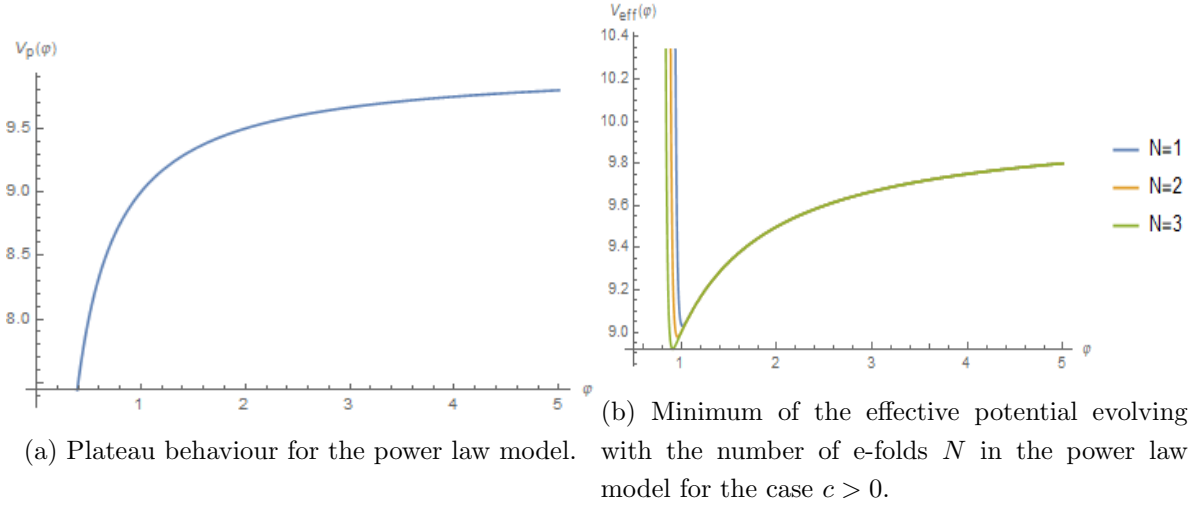 V_p(φ)
9.5
9.0
8.5
8.0
1
2
3
4
5
φ
(a) Plateau behaviour for the power law model.
V_eff(φ)
10.4
10.2
10.0
9.8
9.6
9.4
9.2
9.0
1
2
3
4
5
φ
N=1
N=2
N=3
(b) Minimum of the effective potential evolving
with the number of e-folds N in the power law
model for the case c > 0.